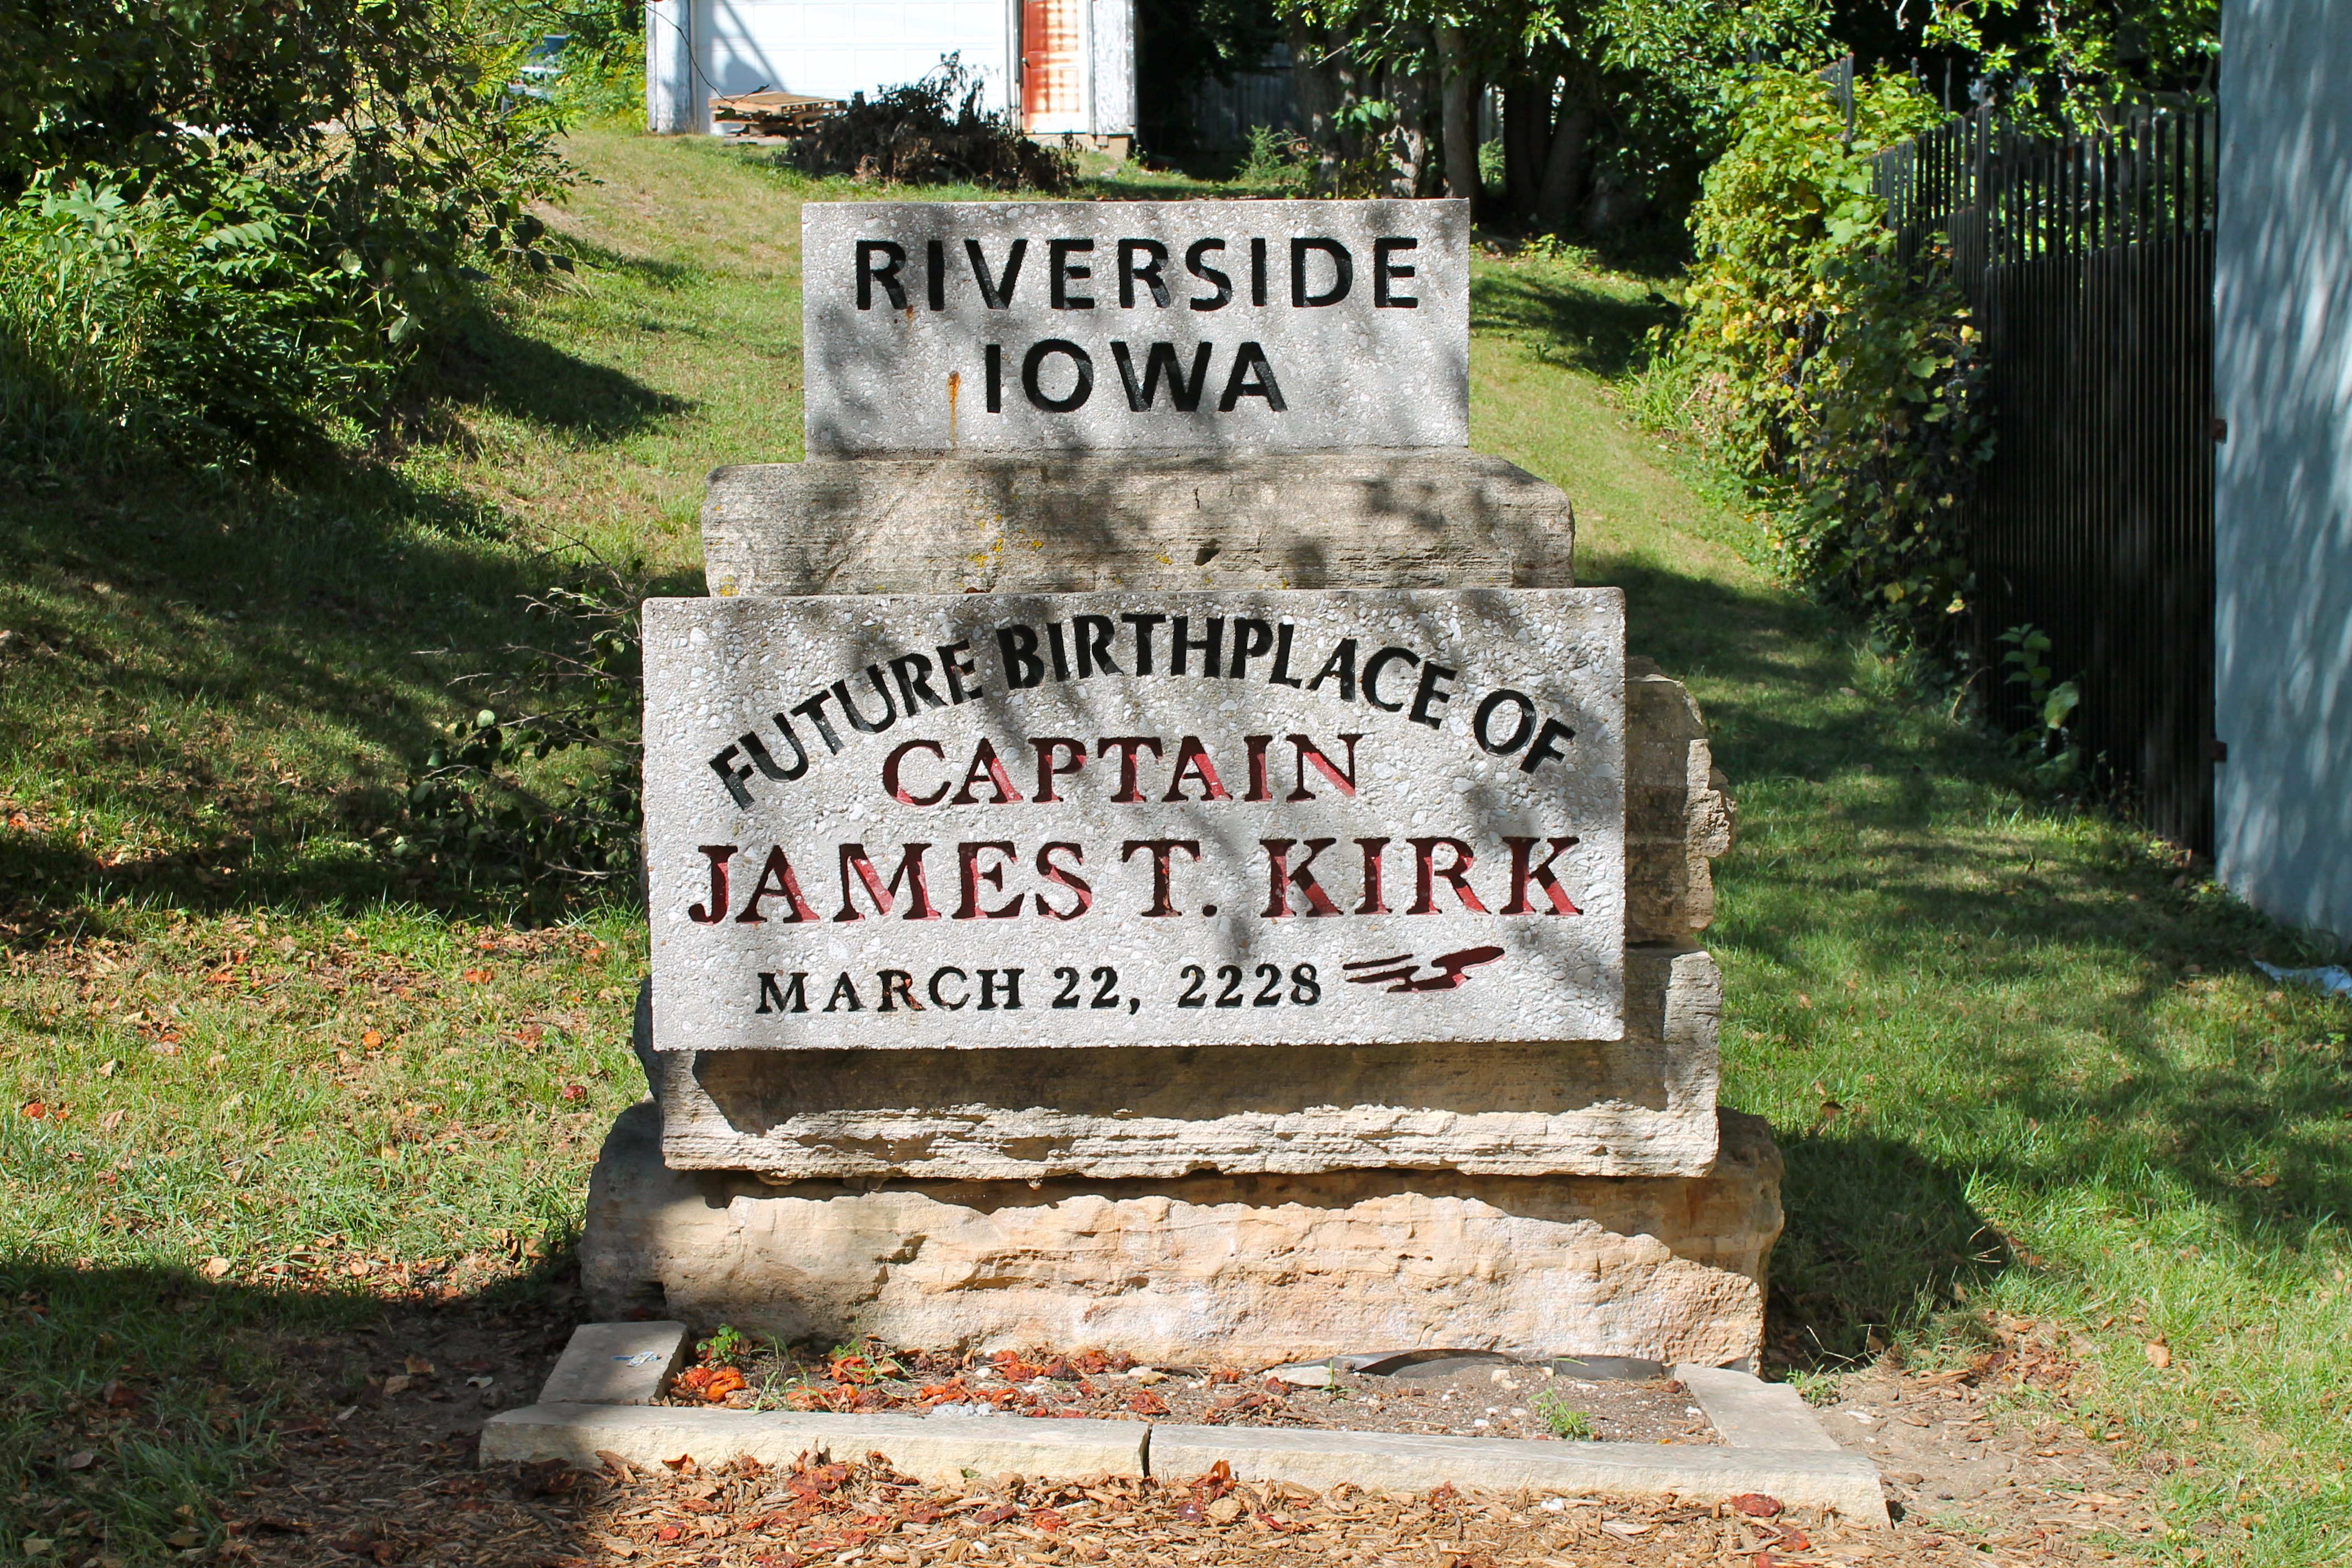 RIVERSIDE
IOWA
FUTURE BIRTHPLACE OF
CAPTAIN
JAMES T. KIRK
MARCH 22, 2228